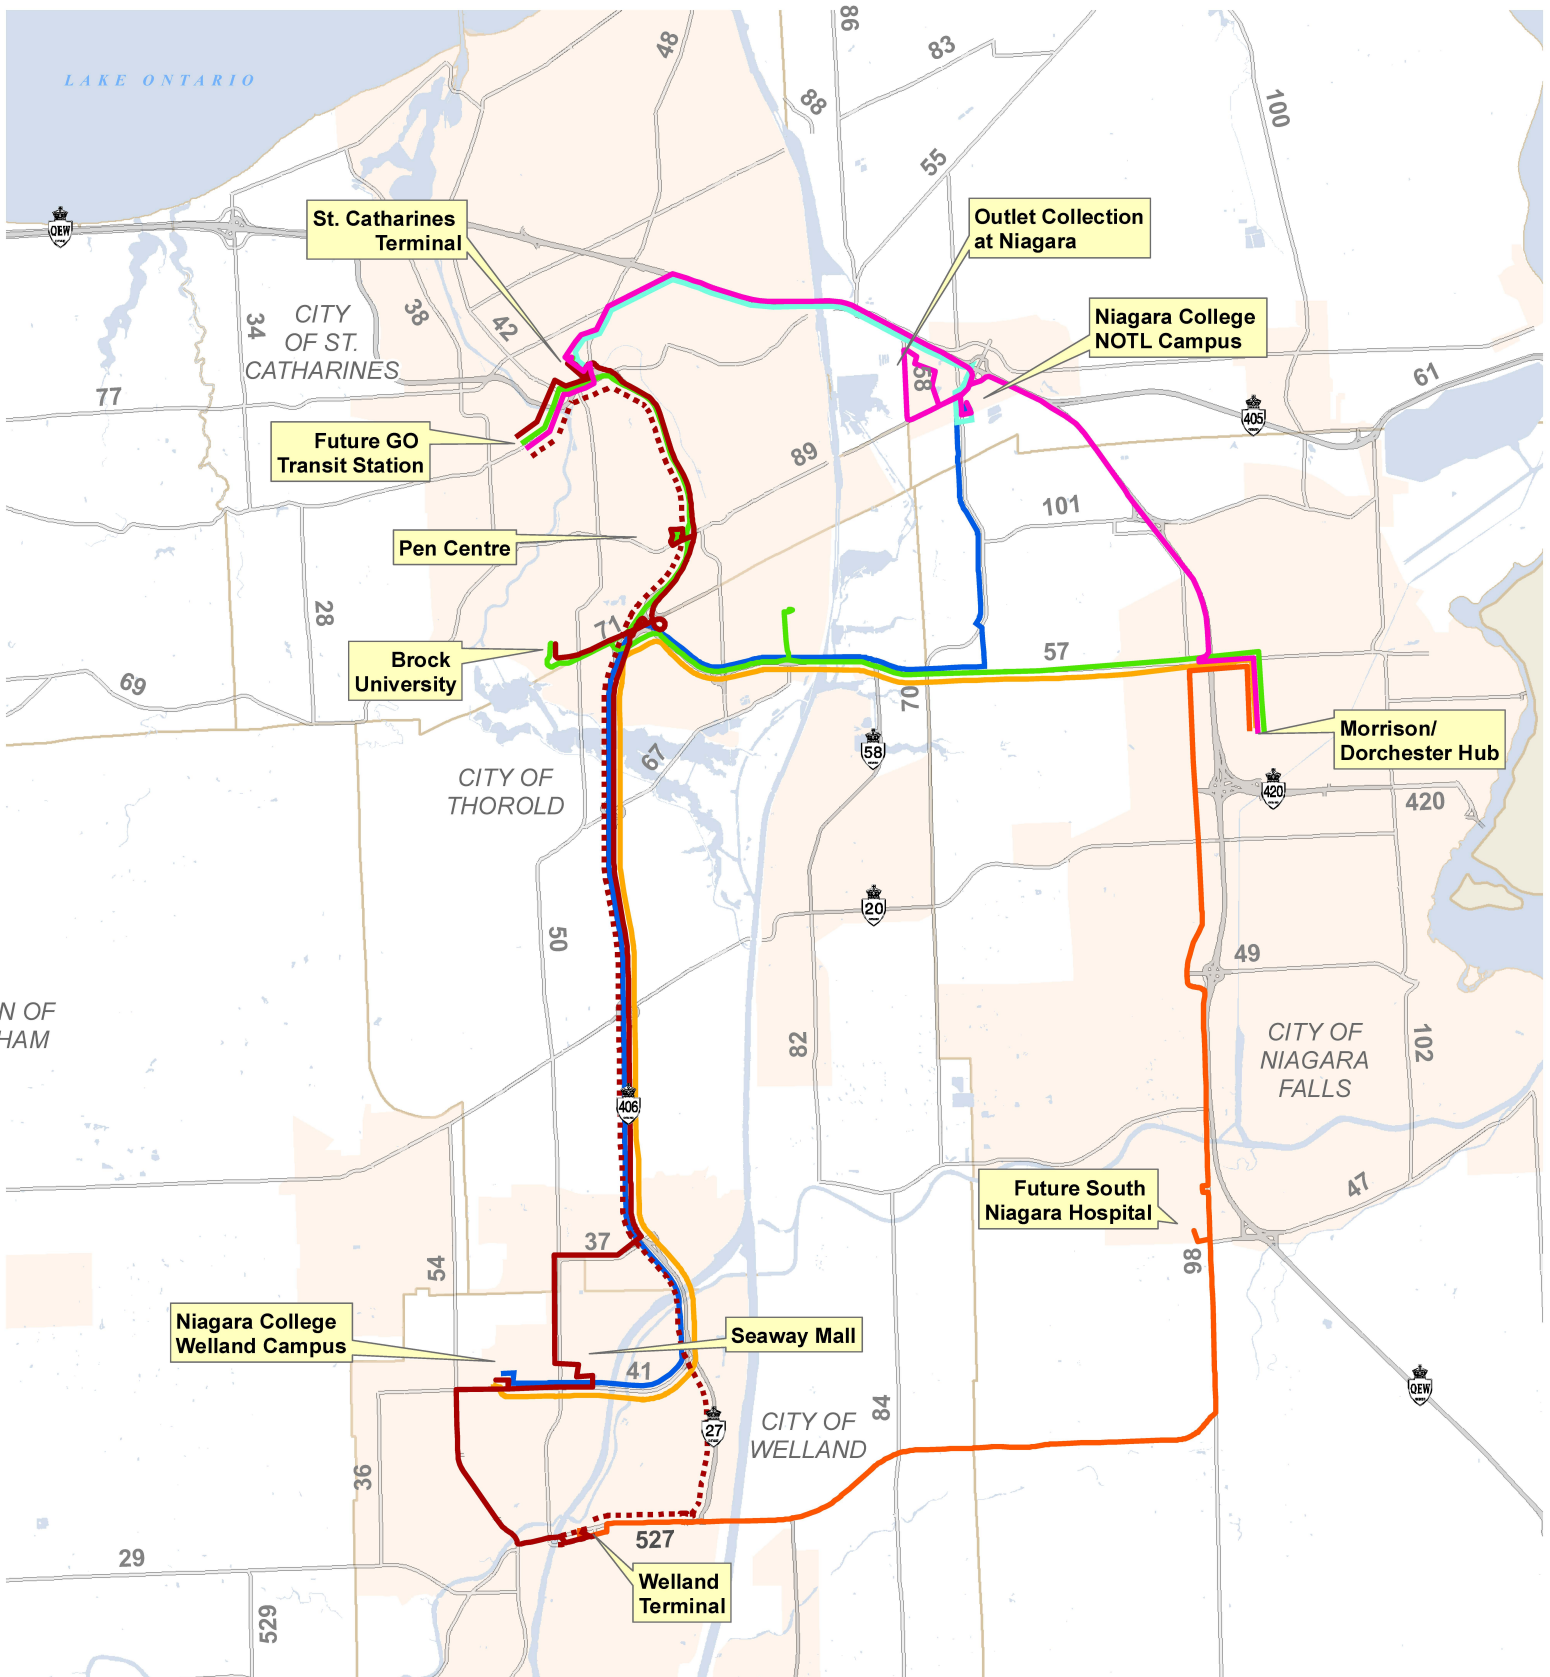 86
48
83
LAKE ONTARIO
88
100
55
St. Catharines
Terminal
Outlet Collection
at Niagara
QEW
34
CITY
OF ST.
CATHARINES
38
42
Niagara College
NOTL Campus
58
61
77
405
Future GO
Transit Station
89
101
Pen Centre
28
71
Brock
University
57
69
70
Morrison/
Dorchester Hub
67
58
CITY OF
THOROLD
420
420
20
50
49
N OF
HAM
82
CITY OF
NIAGARA
FALLS
102
406
Future South
Niagara Hospital
47
37
54
98
Niagara College
Welland Campus
Seaway Mall
41
QEW
84
27
CITY OF
WELLAND
36
527
29
Welland
Terminal
529